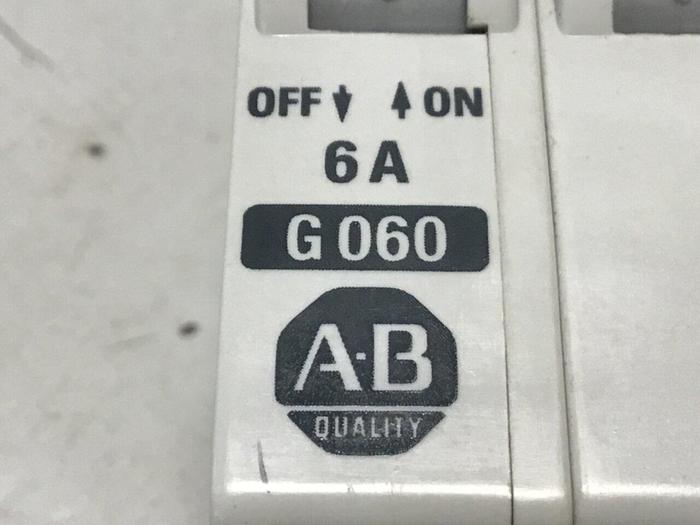 OFF ON
6 A
G 060
A-B
QUALITY